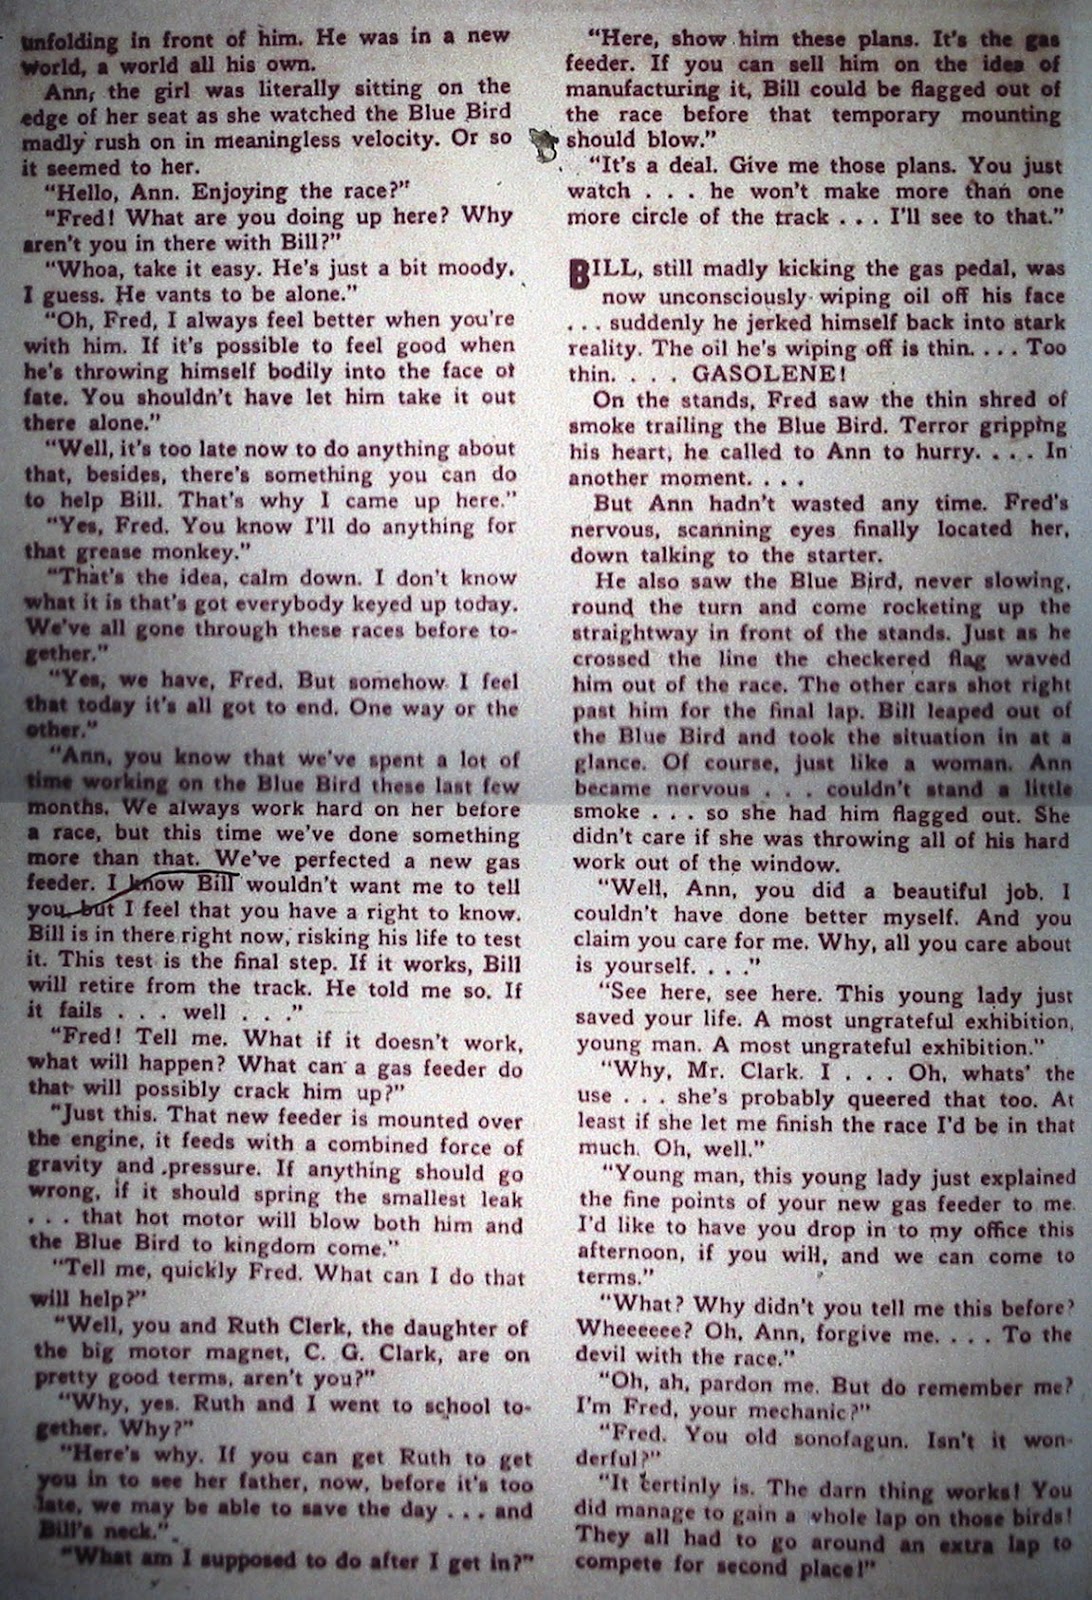 unfolding in front of him. He was in a new
world, a world all his own.
Ann, the girl was literally sitting on the
edge of her seat as she watched the Blue Bird
madly rush on in meaningless velocity. Or so
it seemed to her.
"Hello, Ann. Enjoying the race?"
"Fred! What are you doing up here? Why
aren't you in there with Bill?"
"Whoa, take it easy. He's just a bit moody,
I guess. He vants to be alone."
"Oh, Fred, I always feel better when you're
with him. If it's possible to feel good when
he's throwing himself bodily into the face of
fate. You shouldn't have let him take it out
there alone."
"Well, it's too late now to do anything about
that, besides, there's something you can do
to help Bill. That's why I came up here."
"Yes, Fred. You know I'll do anything for
that grease monkey."
"That's the idea, calm down. I don't know
what it is that's got everybody keyed up today.
We've all gone through these races before to-
gether."
"Yes, we have, Fred. But somehow I feel
that today it's all got to end. One way or the
other."
"Ann, you know that we've spent a lot of
time working on the Blue Bird these last few
months. We always work hard on her before
a race, but this time we've done something
more than that. We've perfected a new gas
feeder. I know Bill wouldn't want me to tell
you, but I feel that you have a right to know.
Bill is in there right now, risking his life to test
it. This test is the final step. If it works, Bill
will retire from the track. He told me so. If
it fails . . . well . . ."
"Fred! Tell me. What if it doesn't work,
what will happen? What can a gas feeder do
that will possibly crack him up?"
"Just this. That new feeder is mounted over
the engine, it feeds with a combined force of
gravity and pressure. If anything should go
wrong, if it should spring the smallest leak
. . . that hot motor will blow both him and
the Blue Bird to kingdom come."
"Tell me, quickly Fred. What can I do that
will help?"
"Well, you and Ruth Clerk, the daughter of
the big motor magnet, C. G. Clark, are on
pretty good terms, aren't you?"
"Why, yes. Ruth and I went to school to-
gether. Why?"
"Here's why. If you can get Ruth to get
you in to see her father, now, before it's too
late, we may be able to save the day . . . and
Bill's neck."
"What am I supposed to do after I get in?"
"Here, show him these plans. It's the gas
feeder. If you can sell him on the idea of
manufacturing it, Bill could be flagged out of
the race before that temporary mounting
should blow."
"It's a deal. Give me those plans. You just
watch . . . he won't make more than one
more circle of the track . . . I'll see to that."
BILL, still madly kicking the gas pedal, was
now unconsciously wiping oil off his face
. . . suddenly he jerked himself back into stark
reality. The oil he's wiping off is thin. . . . Too
thin. . . . GASOLENE!
On the stands, Fred saw the thin shred of
smoke trailing the Blue Bird. Terror gripping
his heart, he called to Ann to hurry. . . . In
another moment. . . .
But Ann hadn't wasted any time. Fred's
nervous, scanning eyes finally located her,
down talking to the starter.
He also saw the Blue Bird, never slowing,
round the turn and come rocketing up the
straightway in front of the stands. Just as he
crossed the line the checkered flag waved
him out of the race. The other cars shot right
past him for the final lap. Bill leaped out of
the Blue Bird and took the situation in at a
glance. Of course, just like a woman. Ann
became nervous . . . couldn't stand a little
smoke . . . so she had him flagged out. She
didn't care if she was throwing all of his hard
work out of the window.
"Well, Ann, you did a beautiful job. I
couldn't have done better myself. And you
claim you care for me. Why, all you care about
is yourself. . . ."
"See here, see here. This young lady just
saved your life. A most ungrateful exhibition,
young man. A most ungrateful exhibition."
"Why, Mr. Clark. I . . . Oh, whats' the
use . . . she's probably queered that too. At
least if she let me finish the race I'd be in that
much. Oh, well."
"Young man, this young lady just explained
the fine points of your new gas feeder to me.
I'd like to have you drop in to my office this
afternoon, if you will, and we can come to
terms."
"What? Why didn't you tell me this before?
Wheeeeee? Oh, Ann, forgive me. . . . To the
devil with the race."
"Oh, ah, pardon me. But do remember me?
I'm Fred, your mechanic?"
"Fred. You old sonofagun. Isn't it won-
derful?"
"It certinly is. The darn thing works! You
did manage to gain a whole lap on those birds!
They all had to go around an extra lap to
compete for second place!"